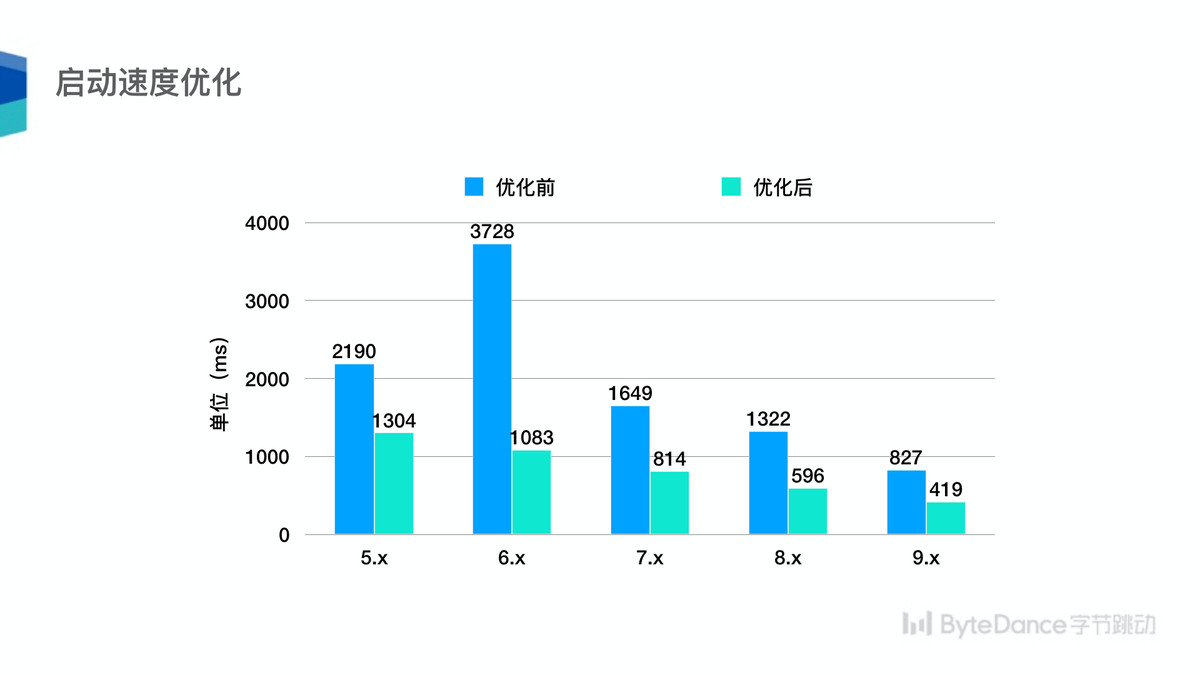 启动速度优化
优化前
优化后
单位（ms）
4000
3000
2000
1000
0
2190
1304
3728
1083
1649
814
1322
596
827
419
5.x
6.x
7.x
8.x
9.x
ByteDance字节跳动